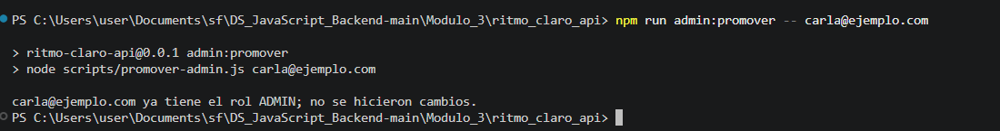 PS C:\Users\user\Documents\sf\DS_JavaScript_Backend-main\Modulo_3\ritmo_claro_api> npm run admin:promover -- carla@ejemplo.com
> ritmo-claro-api@0.0.1 admin:promover
> node scripts/promover-admin.js carla@ejemplo.com
carla@ejemplo.com ya tiene el rol ADMIN; no se hicieron cambios.
PS C:\Users\user\Documents\sf\DS_JavaScript_Backend-main\Modulo_3\ritmo_claro_api>